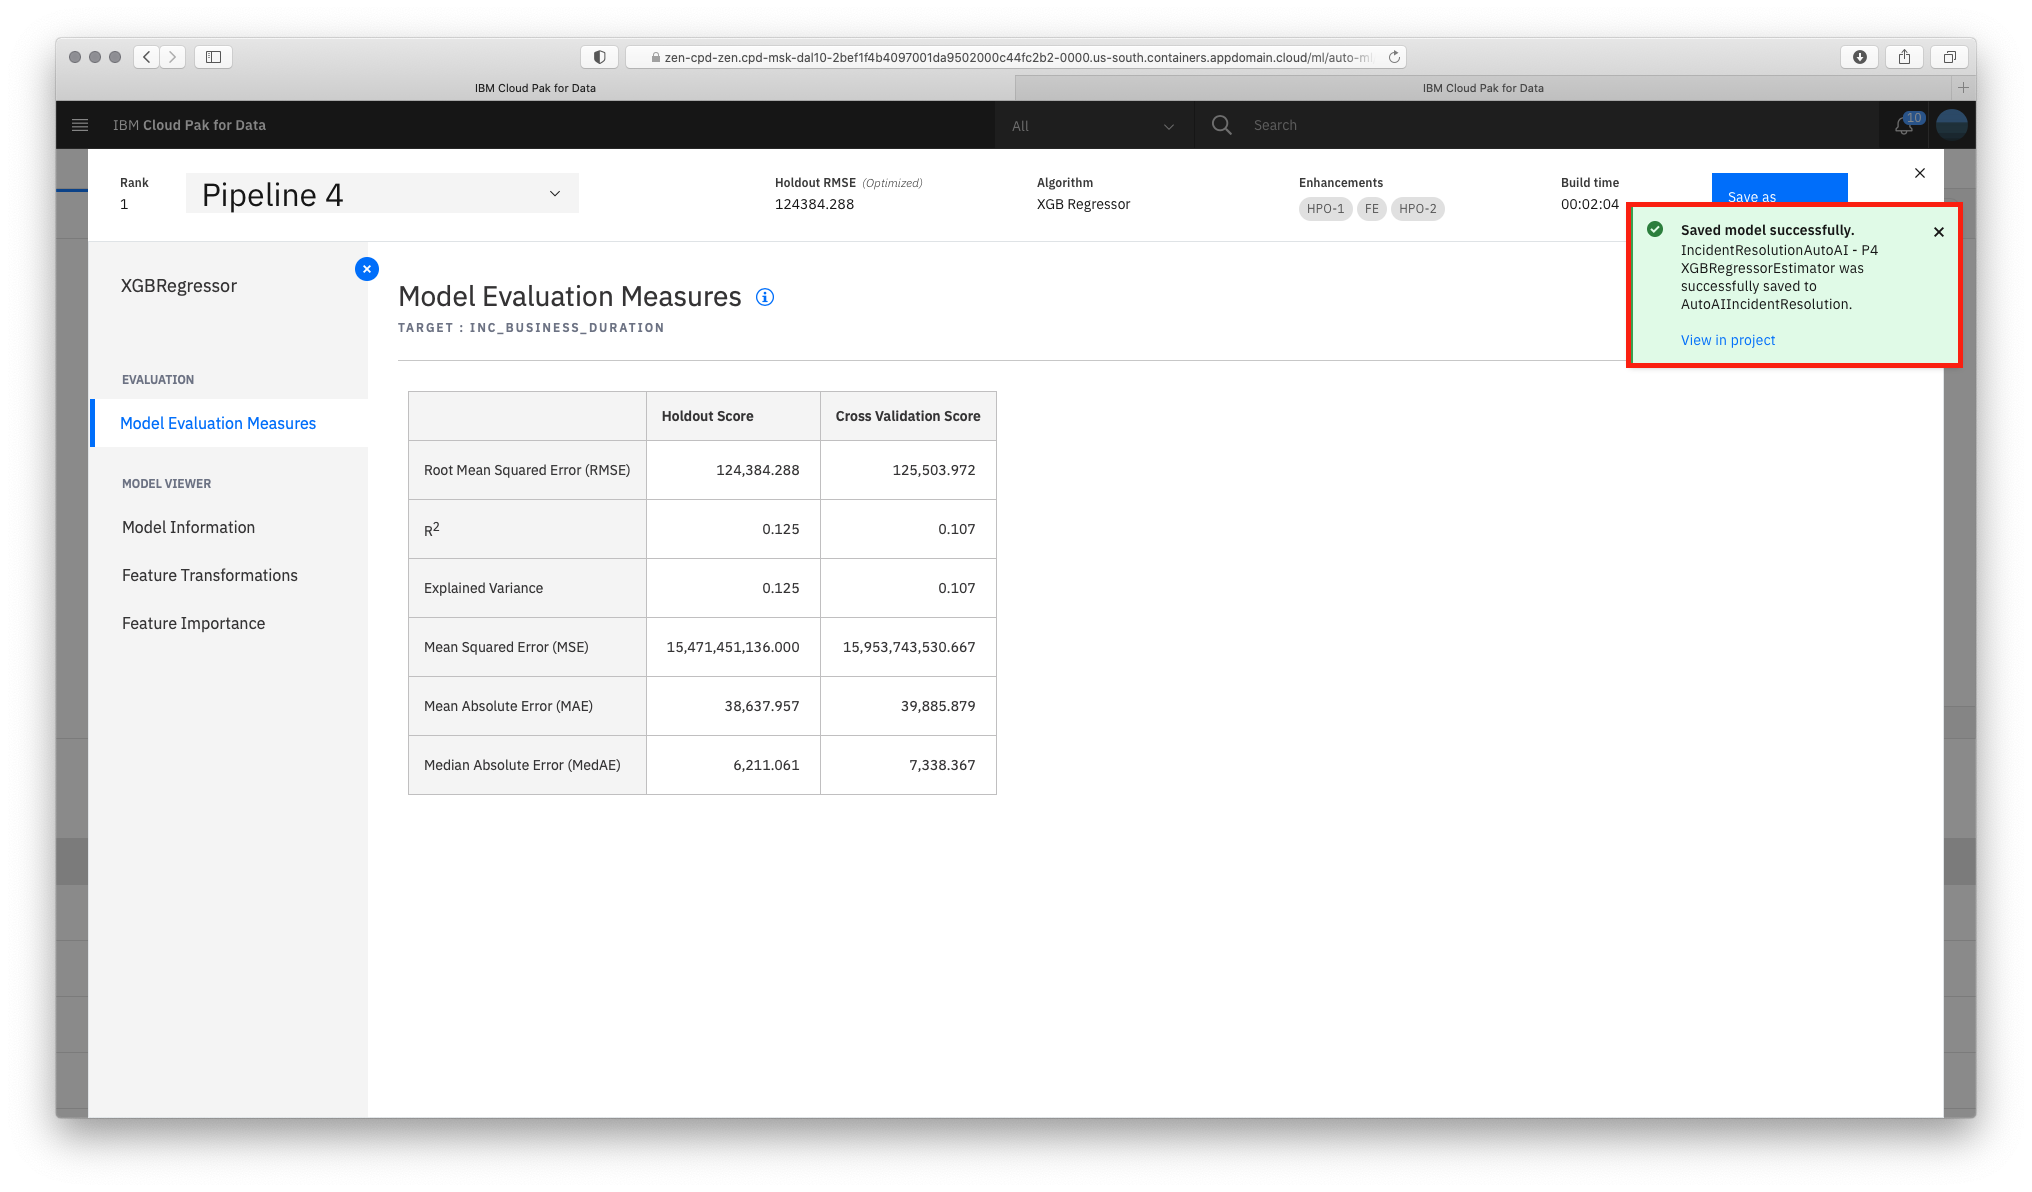 zen-cpd-zen.cpd-msk-dal10-2bef1f4b4097001da9502000c44fc2b2-0000.us-south.containers.appdomain.cloud/ml/auto-ml
IBM Cloud Pak for Data
IBM Cloud Pak for Data
IBM Cloud Pak for Data
All
Search
10
Rank
1
Pipeline 4
Holdout RMSE (Optimized)
124384.288
Algorithm
XGB Regressor
Enhancements
HPO-1 FE HPO-2
Build time
00:02:04
Save as
Saved model successfully.
IncidentResolutionAutoAI - P4
XGBRegressorEstimator was
successfully saved to
AutoAIIncidentResolution.
View in project
XGBRegressor
EVALUATION
Model Evaluation Measures
MODEL VIEWER
Model Information
Feature Transformations
Feature Importance
Model Evaluation Measures
TARGET : INC_BUSINESS_DURATION
Holdout Score Cross Validation Score
Root Mean Squared Error (RMSE) 124,384.288 125,503.972
R² 0.125 0.107
Explained Variance 0.125 0.107
Mean Squared Error (MSE) 15,471,451,136.000 15,953,743,530.667
Mean Absolute Error (MAE) 38,637.957 39,885.879
Median Absolute Error (MedAE) 6,211.061 7,338.367